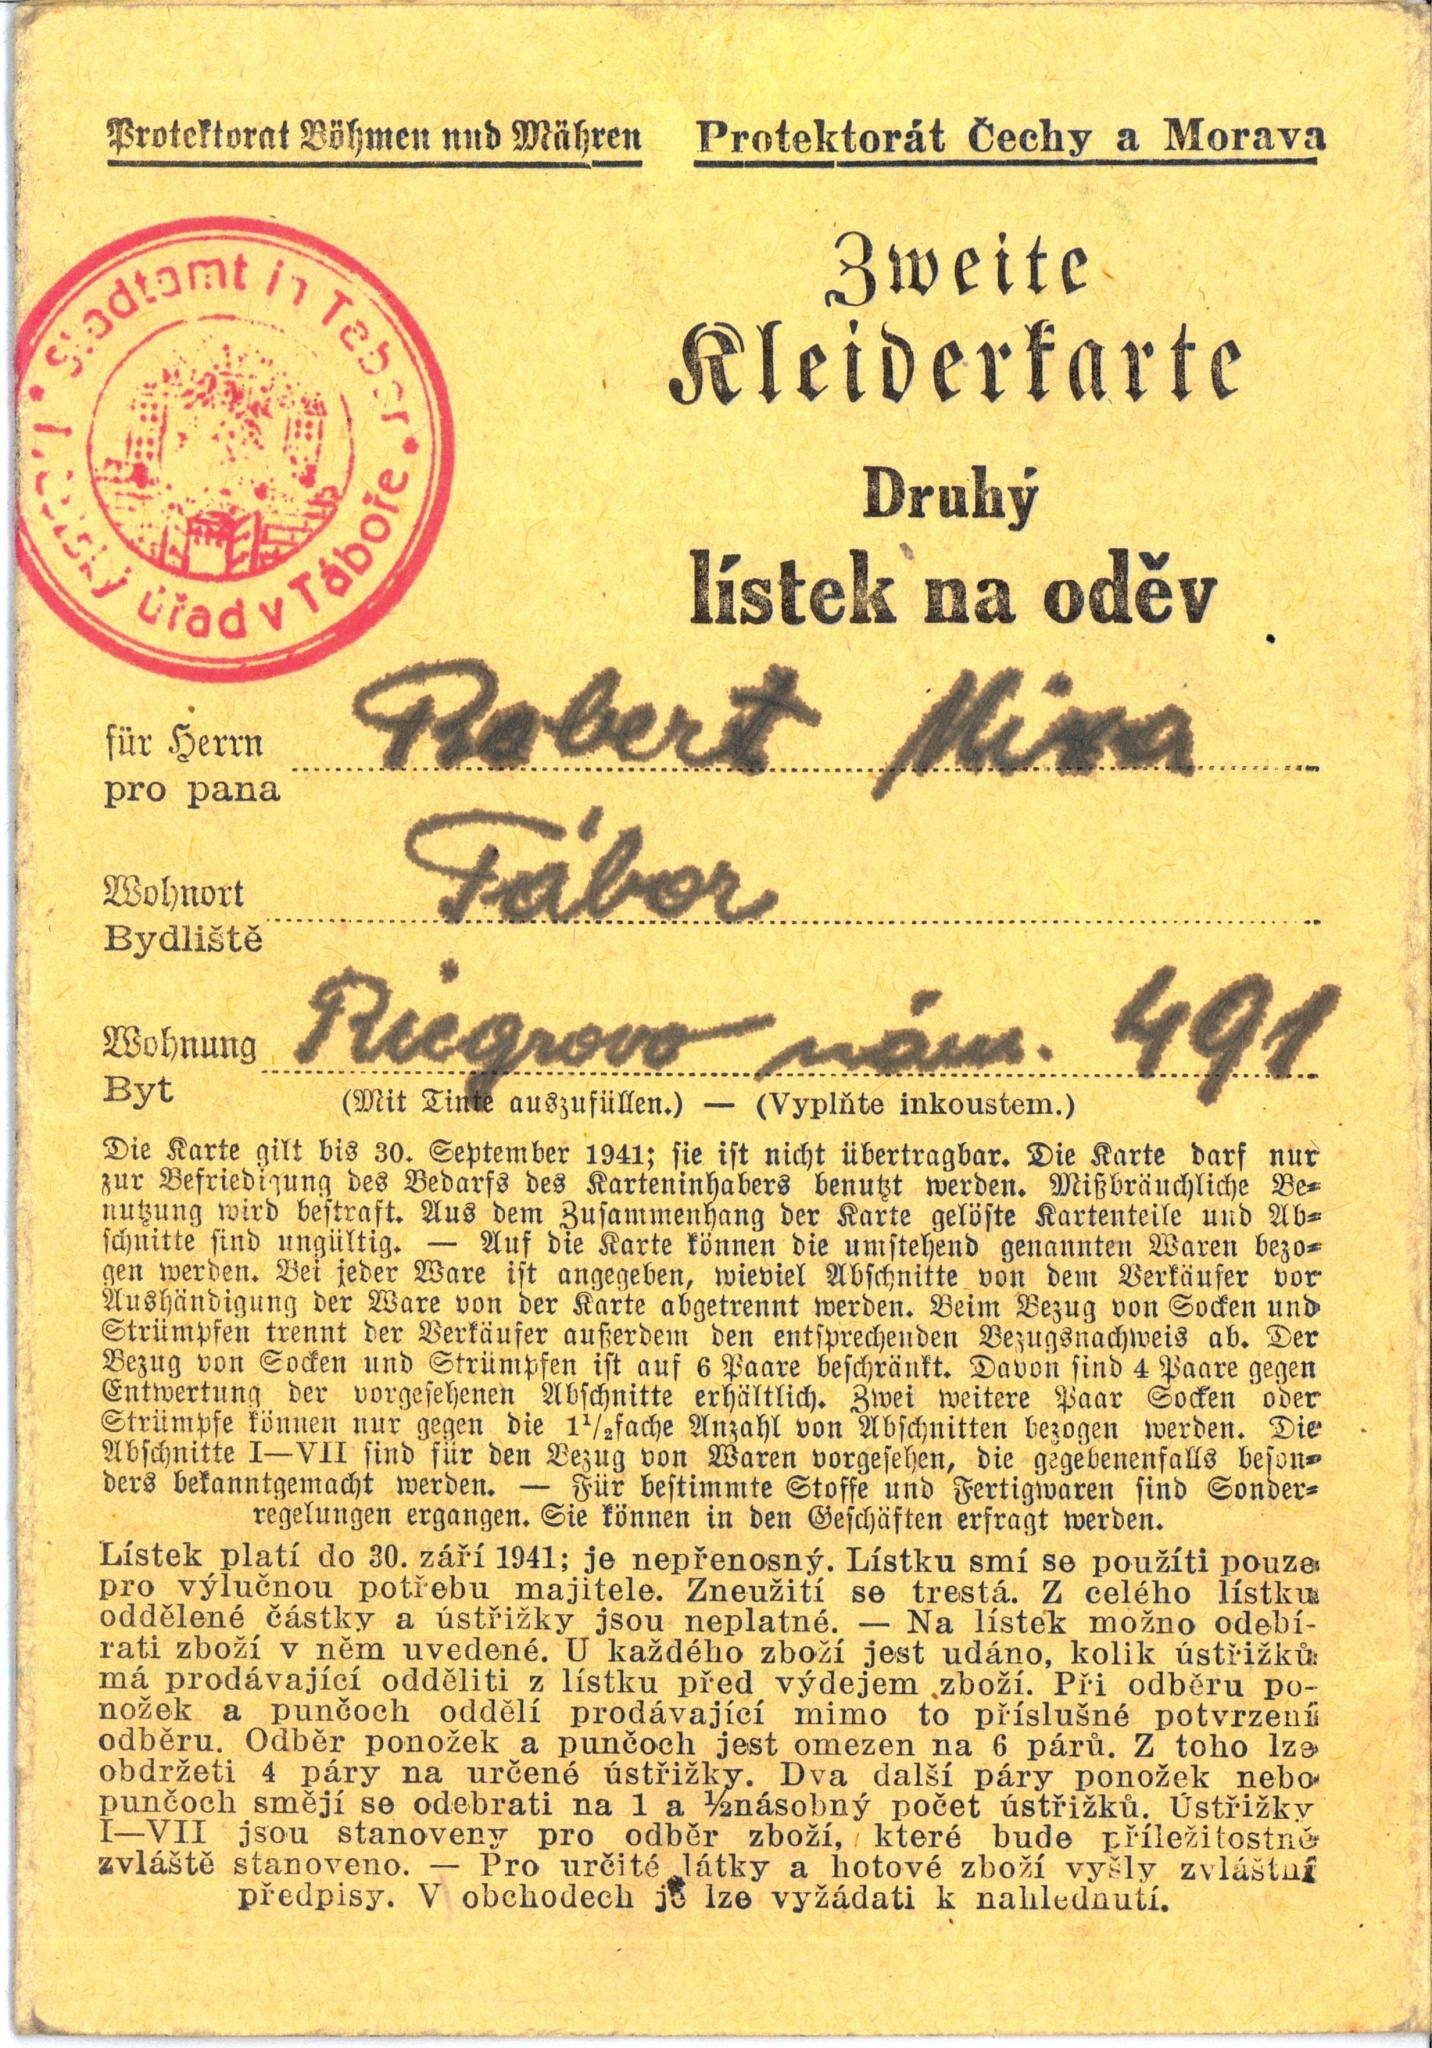 Protektorat Böhmen nnd Mähren
Protektorát Čechy a Morava
Stadtamt in Tabor
úřad v Táboře
Zweite
Kleiderkarte
Druhý
lístek na oděv
für Herrn
pro pana
Robert
Wohnort
Bydliště
Tábor
Wohnung
Byt
Riegrovo nám. 491
(Mit Tinte auszufüllen.) — (Vyplňte inkoustem.)
Die Karte gilt bis 30. September 1941; sie ist nicht übertragbar. Die Karte darf nur
zur Befriedigung des Bedarfs des Karteninhabers benutzt werden. Mißbräuchliche Be-
nutzung wird bestraft. Aus dem Zusammenhang der Karte gelöste Kartenteile und Ab-
schnitte sind ungültig. — Auf die Karte können die umstehend genannten Waren bezo-
gen werden. Bei jeder Ware ist angegeben, wieviel Abschnitte von dem Verkäufer vor
Aushändigung der Ware von der Karte abgetrennt werden. Beim Bezug von Socken und
Strümpfen trennt der Verkäufer außerdem den entsprechenden Bezugsnachweis ab. Der
Bezug von Socken und Strümpfen ist auf 6 Paare beschränkt. Davon sind 4 Paare gegen
Entwertung der vorgesehenen Abschnitte erhältlich. Zwei weitere Paar Socken oder
Strümpfe können nur gegen die 1½fache Anzahl von Abschnitten bezogen werden. Die
Abschnitte I—VII sind für den Bezug von Waren vorgesehen, die gegebenenfalls beson-
ders bekanntgemacht werden. — Für bestimmte Stoffe und Fertigwaren sind Sonder-
regelungen ergangen. Sie können in den Geschäften erfragt werden.
Lístek platí do 30. září 1941; je nepřenosný. Lístku smí se použíti pouze
pro výlučnou potřebu majitele. Zneužití se trestá. Z celého lístku
oddělené částky a ústřižky jsou neplatné. — Na lístek možno odebí-
rati zboží v něm uvedené. U každého zboží jest udáno, kolik ústřižků
má prodávající odděliti z lístku před výdejem zboží. Při odběru po-
nožek a punčoch oddělí prodávající mimo to příslušné potvrzení
odběru. Odběr ponožek a punčoch jest omezen na 6 párů. Z toho lze
obdržeti 4 páry na určené ústřižky. Dva další páry ponožek nebo
punčoch smějí se odebrati na 1 a ½násobný počet ústřižků. Ústřižky
I—VII jsou stanoveny pro odběr zboží, které bude příležitostně
zvláště stanoveno. — Pro určité látky a hotové zboží vyšly zvláštní
předpisy. V obchodech je lze vyžádati k nahlednutí.